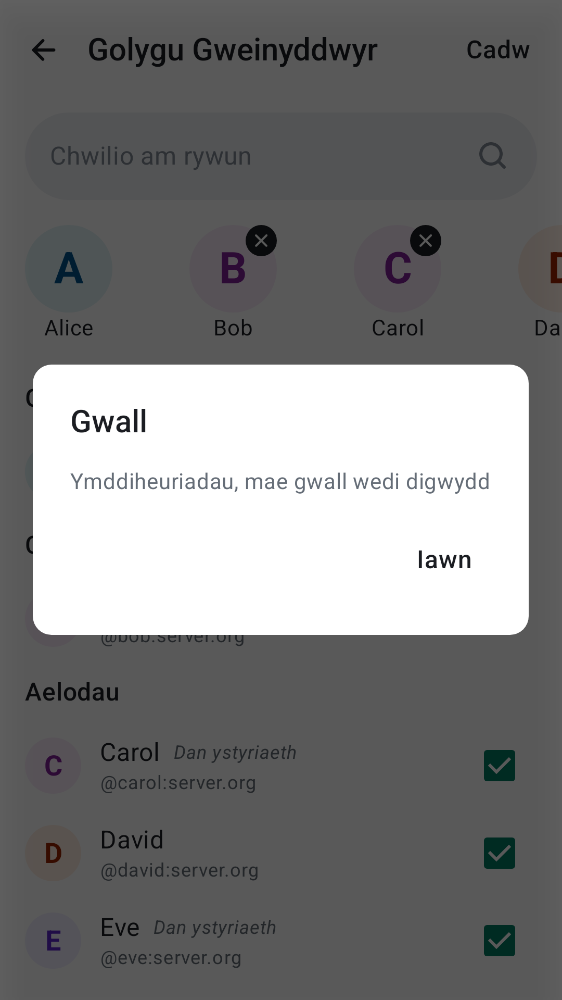 Golygu Gweinyddwyr
Cadw
Chwilio am rywun
A
B
C
Alice
Bob
Carol
Da
Gwall
Ymddiheuriadau, mae gwall wedi digwydd
Iawn
@bob:server.org
Aelodau
C
Carol Dan ystyriaeth
@carol:server.org
D
David
@david:server.org
E
Eve Dan ystyriaeth
@eve:server.org